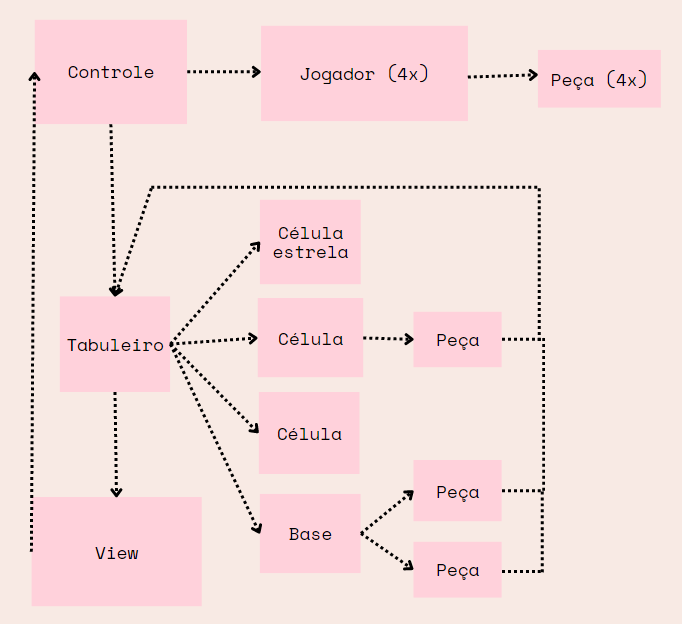 Controle
Jogador (4x)
Peça (4x)
Célula
estrela
Tabuleiro
Célula
Peça
Célula
Peça
Base
View
Peça